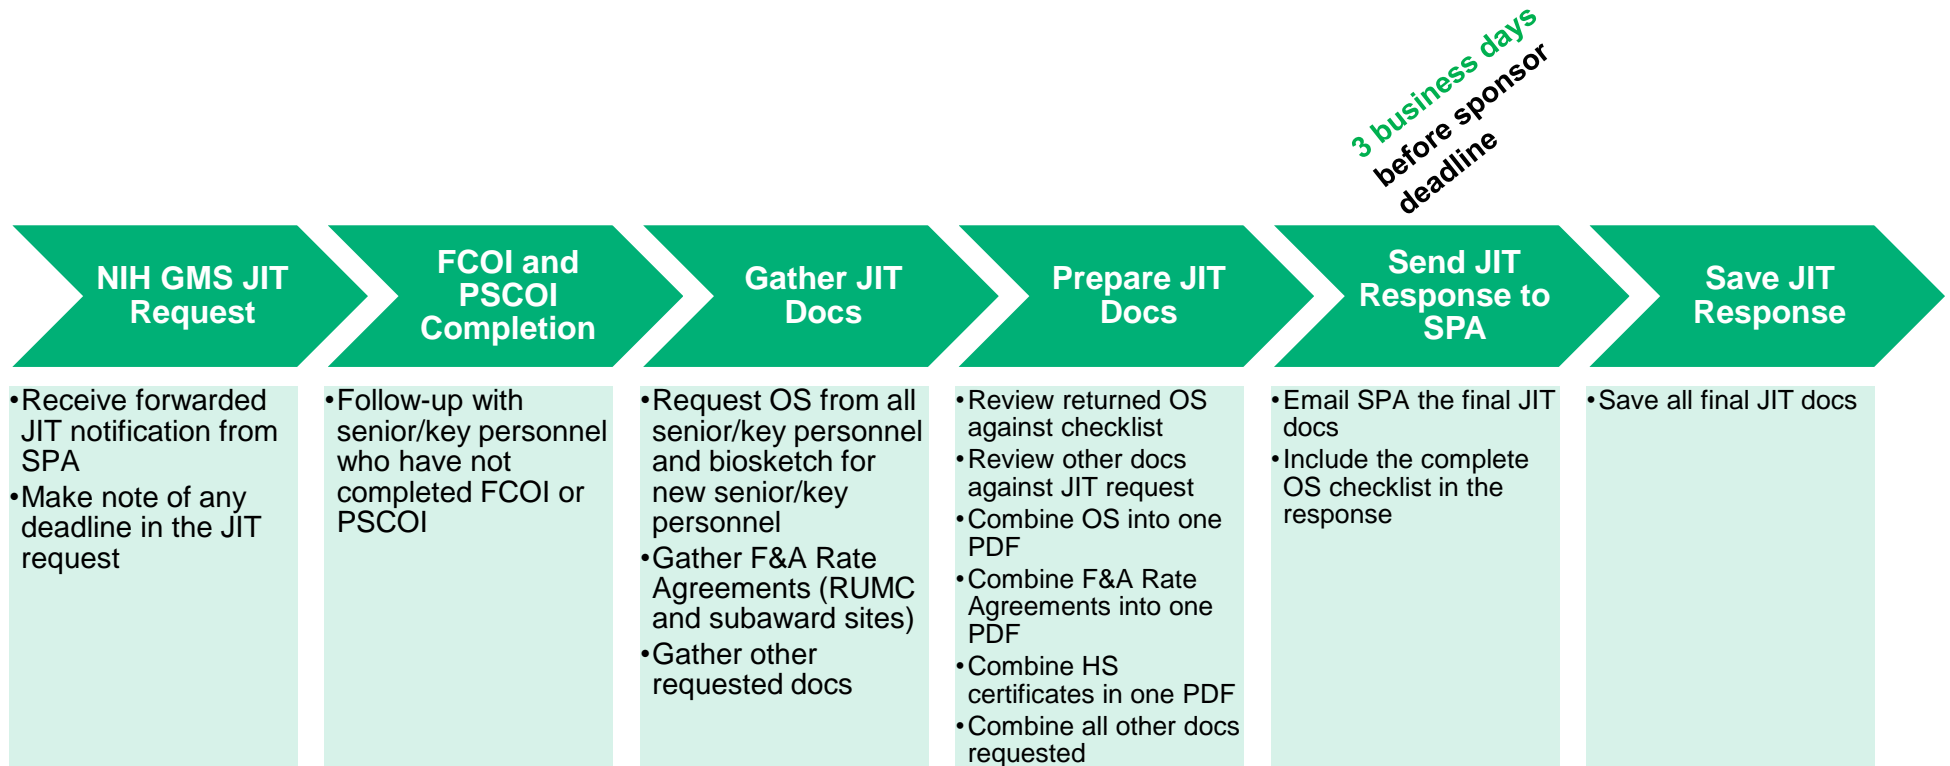 3 business days
before sponsor
deadline
NIH GMS JIT
Request
•Receive forwarded
JIT notification from
SPA
•Make note of any
deadline in the JIT
request
FCOI and
PSCOI
Completion
•Follow-up with
senior/key personnel
who have not
completed FCOI or
PSCOI
Gather JIT
Docs
•Request OS from all
senior/key personnel
and biosketch for
new senior/key
personnel
•Gather F&A Rate
Agreements (RUMC
and subaward sites)
•Gather other
requested docs
Prepare JIT
Docs
•Review returned OS
against checklist
•Review other docs
against JIT request
•Combine OS into one
PDF
•Combine F&A Rate
Agreements into one
PDF
•Combine HS
certificates in one PDF
•Combine all other docs
requested
Send JIT
Response to
SPA
•Email SPA the final JIT
docs
•Include the complete
OS checklist in the
response
Save JIT
Response
•Save all final JIT docs